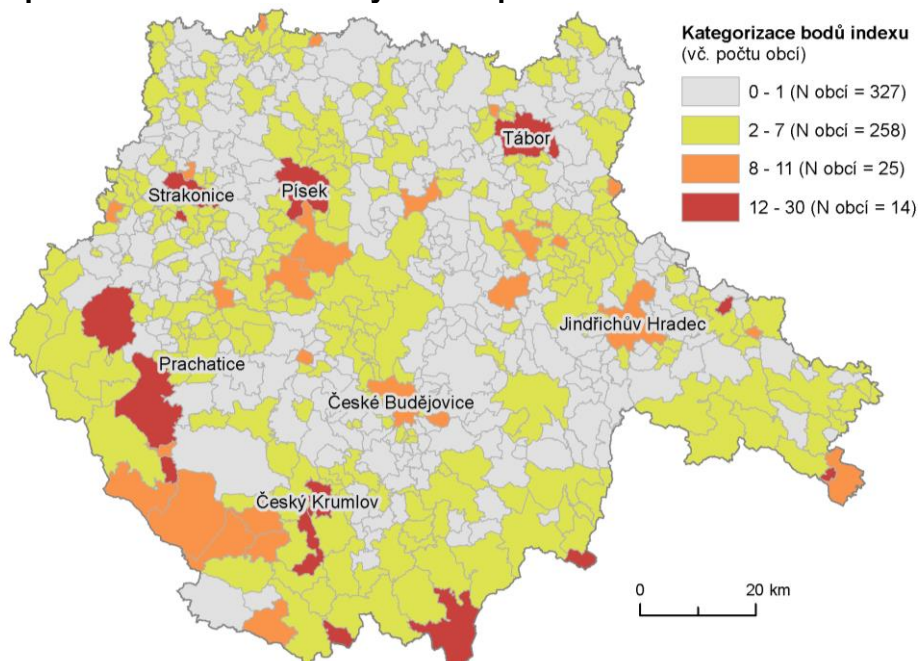 Kategorizace bodů indexu
(vč. počtu obcí)
0 - 1 (N obcí = 327)
2 - 7 (N obcí = 258)
8 - 11 (N obcí = 25)
12 - 30 (N obcí = 14)
Tábor
Písek
Strakonice
Jindřichův Hradec
Prachatice
České Budějovice
Český Krumlov
0 20 km